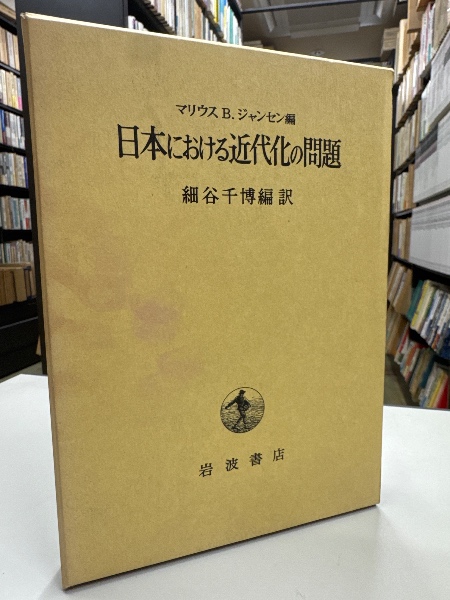 マリウス B. ジャンセン編
日本における近代化の問題
細谷千博編訳
岩波書店